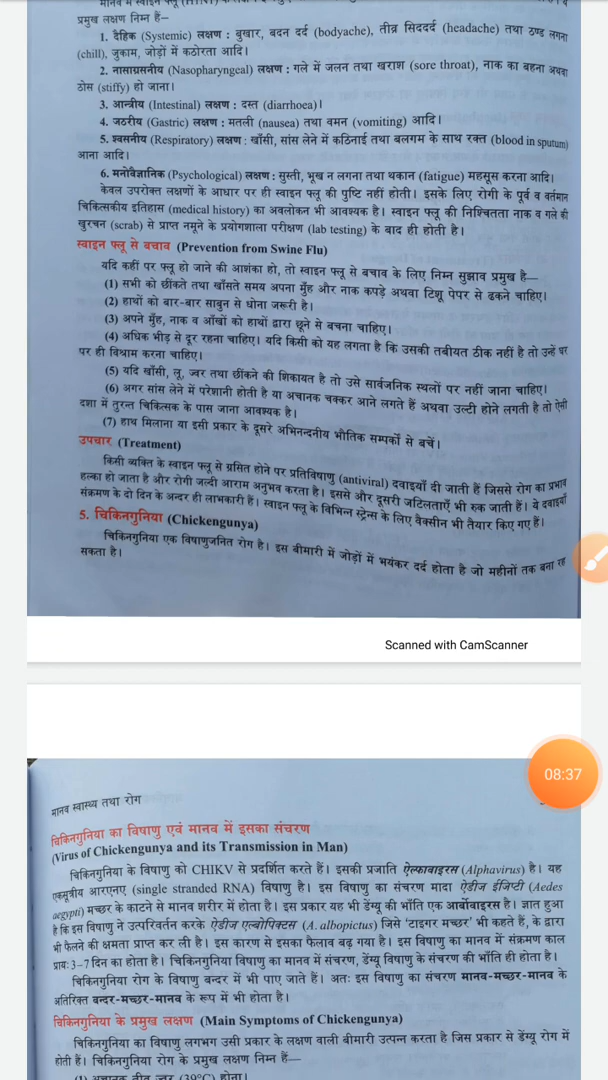 प्रमुख लक्षण निम्न हैं—
1. दैहिक (Systemic) लक्षण : बुखार, बदन दर्द (bodyache), तीव्र सिददर्द (headache) तथा ठण्ड लगना
(chill), जुकाम, जोड़ों में कठोरता आदि।
2. नासाग्रसनीय (Nasopharyngeal) लक्षण : गले में जलन तथा खराश (sore throat), नाक का बहना अथवा
ठोस (stiffy) हो जाना।
3. आन्त्रीय (Intestinal) लक्षण : दस्त (diarrhoea)।
4. जठरीय (Gastric) लक्षण : मतली (nausea) तथा वमन (vomiting) आदि।
5. श्वसनीय (Respiratory) लक्षण : खाँसी, सांस लेने में कठिनाई तथा बलगम के साथ रक्त (blood in sputum)
आना आदि।
6. मनोवैज्ञानिक (Psychological) लक्षण : सुस्ती, भूख न लगना तथा थकान (fatigue) महसूस करना आदि।
केवल उपरोक्त लक्षणों के आधार पर ही स्वाइन फ्लू की पुष्टि नहीं होती। इसके लिए रोगी के पूर्व व वर्तमान
चिकित्सकीय इतिहास (medical history) का अवलोकन भी आवश्यक है। स्वाइन फ्लू की निश्चितता नाक व गले की
खुरचन (scrab) से प्राप्त नमूने के प्रयोगशाला परीक्षण (lab testing) के बाद ही होती है।
स्वाइन फ्लू से बचाव (Prevention from Swine Flu)
यदि कहीं पर फ्लू हो जाने की आशंका हो, तो स्वाइन फ्लू से बचाव के लिए निम्न सुझाव प्रमुख है—
(1) सभी को छींकते तथा खाँसते समय अपना मुँह और नाक कपड़े अथवा टिशू पेपर से ढकने चाहिए।
(2) हाथों को बार-बार साबुन से धोना जरूरी है।
(3) अपने मुँह, नाक व आँखों को हाथों द्वारा छूने से बचना चाहिए।
(4) अधिक भीड़ से दूर रहना चाहिए। यदि किसी को यह लगता है कि उसकी तबीयत ठीक नहीं है तो उन्हें घर
पर ही विश्राम करना चाहिए।
(5) यदि खाँसी, लू, ज्वर तथा छींकने की शिकायत है तो उसे सार्वजनिक स्थलों पर नहीं जाना चाहिए।
(6) अगर सांस लेने में परेशानी होती है या अचानक चक्कर आने लगते हैं अथवा उल्टी होने लगती है तो ऐसी
दशा में तुरन्त चिकित्सक के पास जाना आवश्यक है।
(7) हाथ मिलाना या इसी प्रकार के दूसरे अभिनन्दनीय भौतिक सम्पर्कों से बचें।
उपचार (Treatment)
किसी व्यक्ति के स्वाइन फ्लू से ग्रसित होने पर प्रतिविषाणु (antiviral) दवाइयाँ दी जाती हैं जिससे रोग का प्रभाव
हल्का हो जाता है और रोगी जल्दी आराम अनुभव करता है। इससे और दूसरी जटिलताएँ भी रुक जाती हैं। ये दवाइयाँ
संक्रमण के दो दिन के अन्दर ही लाभकारी हैं। स्वाइन फ्लू के विभिन्न स्ट्रेन्स के लिए वैक्सीन भी तैयार किए गए हैं।
5. चिकिनगुनिया (Chickengunya)
चिकिनगुनिया एक विषाणुजनित रोग है। इस बीमारी में जोड़ों में भयंकर दर्द होता है जो महीनों तक बना रह
सकता है।
Scanned with CamScanner
08:37
मानव स्वास्थ्य तथा रोग
चिकिनगुनिया का विषाणु एवं मानव में इसका संचरण
(Virus of Chickengunya and its Transmission in Man)
चिकिनगुनिया के विषाणु को CHIKV से प्रदर्शित करते हैं। इसकी प्रजाति ऐल्फावाइरस (Alphavirus) है। यह
एकसूत्रीय आरएनए (single stranded RNA) विषाणु है। इस विषाणु का संचरण मादा ऐडीज ईजिप्टी (Aedes
aegypti) मच्छर के काटने से मानव शरीर में होता है। इस प्रकार यह भी डेंग्यू की भाँति एक आर्बोवाइरस है। ज्ञात हुआ
है कि इस विषाणु ने उत्परिवर्तन करके ऐडीज एल्बोपिक्टस (A. albopictus) जिसे 'टाइगर मच्छर' भी कहते हैं, के द्वारा
भी फैलने की क्षमता प्राप्त कर ली है। इस कारण से इसका फैलाव बढ़ गया है। इस विषाणु का मानव में संक्रमण काल
प्रायः 3–7 दिन का होता है। चिकिनगुनिया विषाणु का मानव में संचरण, डेंग्यू विषाणु के संचरण की भाँति ही होता है।
चिकिनगुनिया रोग के विषाणु बन्दर में भी पाए जाते हैं। अतः इस विषाणु का संचरण मानव-मच्छर-मानव के
अतिरिक्त बन्दर-मच्छर-मानव के रूप में भी होता है।
चिकिनगुनिया के प्रमुख लक्षण (Main Symptoms of Chickengunya)
चिकिनगुनिया का विषाणु लगभग उसी प्रकार के लक्षण वाली बीमारी उत्पन्न करता है जिस प्रकार से डेंग्यू रोग में
होती हैं। चिकिनगुनिया रोग के प्रमुख लक्षण निम्न हैं—
(1) अचानक तीव्र ज्वर (39°C) होना।